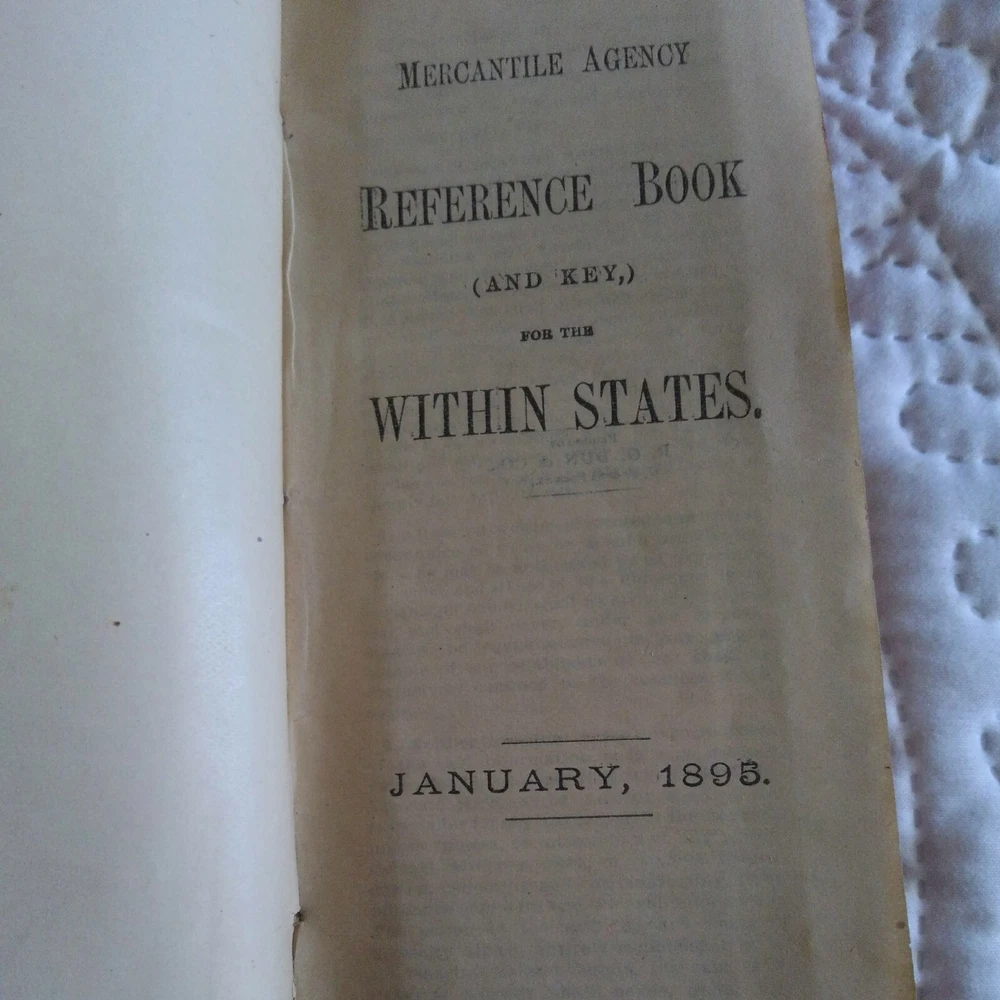 MERCANTILE AGENCY
REFERENCE BOOK
(AND KEY,)
FOR THE
WITHIN STATES.
JANUARY, 1895.